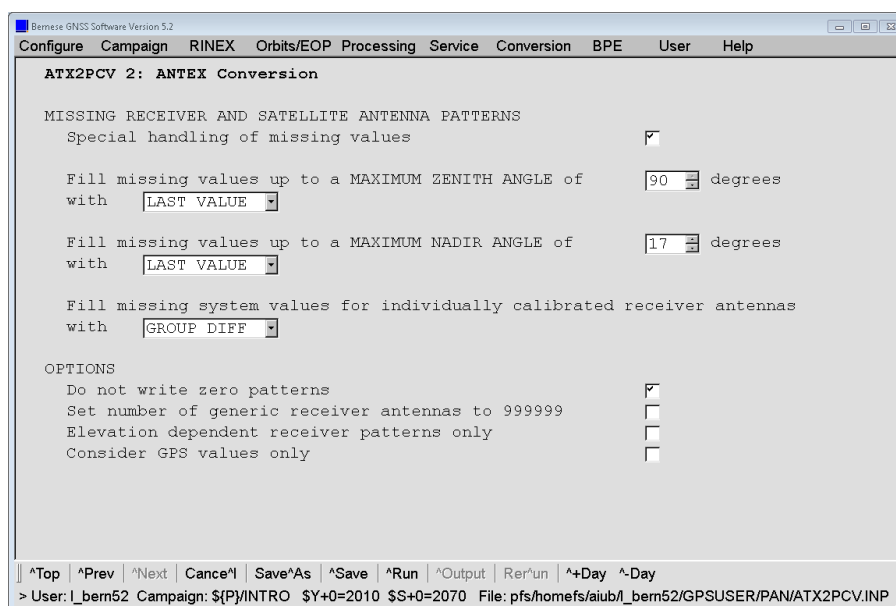 Bernese GNSS Software Version 5.2
Configure Campaign RINEX Orbits/EOP Processing Service Conversion BPE User Help
ATX2PCV 2: ANTEX Conversion
MISSING RECEIVER AND SATELLITE ANTENNA PATTERNS
Special handling of missing values
Fill missing values up to a MAXIMUM ZENITH ANGLE of 90 degrees
with LAST VALUE
Fill missing values up to a MAXIMUM NADIR ANGLE of 17 degrees
with LAST VALUE
Fill missing system values for individually calibrated receiver antennas
with GROUP DIFF
OPTIONS
Do not write zero patterns
Set number of generic receiver antennas to 999999
Elevation dependent receiver patterns only
Consider GPS values only
^Top ^Prev ^Next Cance^l Save^As ^Save ^Run ^Output Rer^un ^+Day ^-Day
> User: l_bern52 Campaign: ${P}/INTRO $Y+0=2010 $S+0=2070 File: pfs/homefs/aiub/l_bern52/GPSUSER/PAN/ATX2PCV.INP